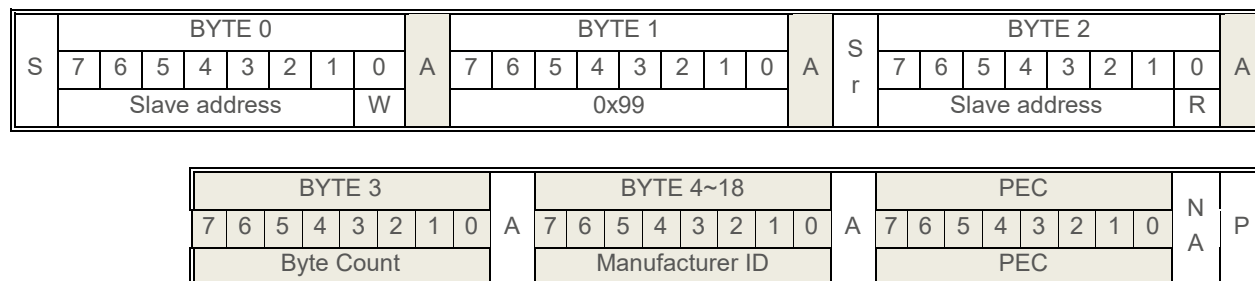 BYTE 0 BYTE 1 BYTE 2
S 7 6 5 4 3 2 1 0 A 7 6 5 4 3 2 1 0 A Sr 7 6 5 4 3 2 1 0 A
Slave address W 0x99 Slave address R
BYTE 3 BYTE 4~18 PEC
7 6 5 4 3 2 1 0 A 7 6 5 4 3 2 1 0 A 7 6 5 4 3 2 1 0 NA P
Byte Count Manufacturer ID PEC